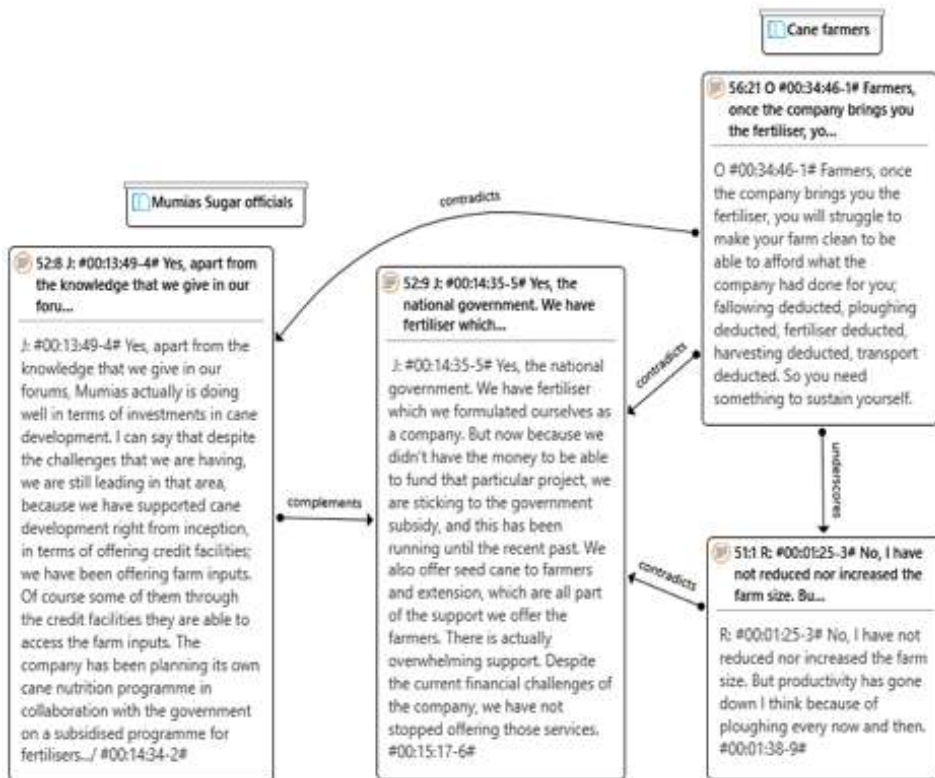 Cane farmers
56:21 O #00:34:46-1# Farmers,
once the company brings you
the fertiliser, yo...
O #00:34:46-1# Farmers, once
the company brings you the
fertiliser, you will struggle to
make your farm clean to be
able to afford what the
company had done for you;
fallowing deducted, ploughing
deducted, fertiliser deducted,
harvesting deducted, transport
deducted. So you need
something to sustain yourself.
contradicts
Mumias Sugar officials
52:8 J: #00:13:49-4# Yes, apart from
the knowledge that we give in our
foru...
J: #00:13:49-4# Yes, apart from the
knowledge that we give in our
forums, Mumias actually is doing
well in terms of investments in cane
development. I can say that despite
the challenges that we are having,
we are still leading in that area,
because we have supported cane
development right from inception,
in terms of offering credit facilities;
we have been offering farm inputs.
Of course some of them through
the credit facilities they are able to
access the farm inputs. The
company has been planning its own
cane nutrition programme in
collaboration with the government
on a subsidised programme for
fertilisers.../ #00:14:34-2#
complements
52:9 J: #00:14:35-5# Yes, the
national government. We have
fertiliser which...
J: #00:14:35-5# Yes, the national
government. We have fertiliser
which we formulated ourselves as
a company. But now because we
didn't have the money to be able
to fund that particular project, we
are sticking to the government
subsidy, and this has been
running until the recent past. We
also offer seed cane to farmers
and extension, which are all part
of the support we offer the
farmers. There is actually
overwhelming support. Despite
the current financial challenges of
the company, we have not
stopped offering those services.
#00:15:17-6#
contradicts
underscores
contradicts
51:1 R: #00:01:25-3# No, I have
not reduced nor increased the
farm size. Bu...
R: #00:01:25-3# No, I have not
reduced nor increased the farm
size. But productivity has gone
down I think because of
ploughing every now and then.
#00:01:38-9#